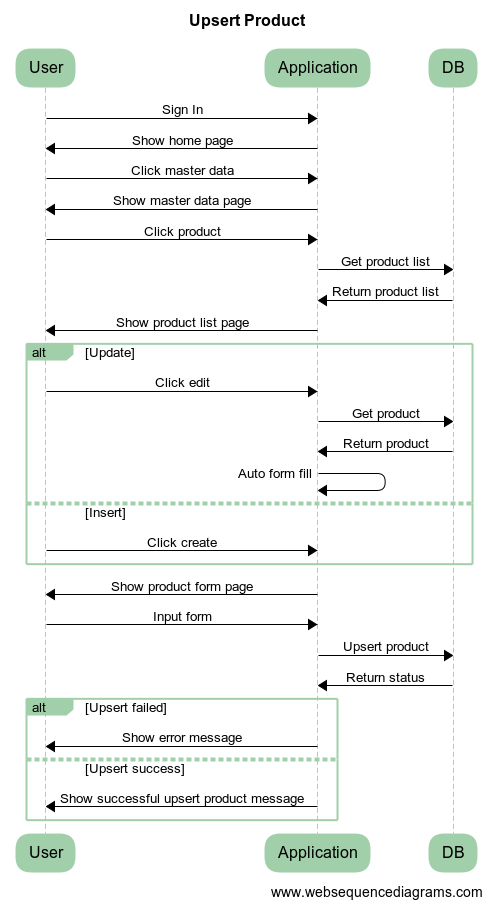 Upsert Product
User Application DB
Sign In
Show home page
Click master data
Show master data page
Click product
Get product list
Return product list
Show product list page
alt [Update]
Click edit
Get product
Return product
Auto form fill
[Insert]
Click create
Show product form page
Input form
Upsert product
Return status
alt [Upsert failed]
Show error message
[Upsert success]
Show successful upsert product message
User Application DB
www.websequencediagrams.com